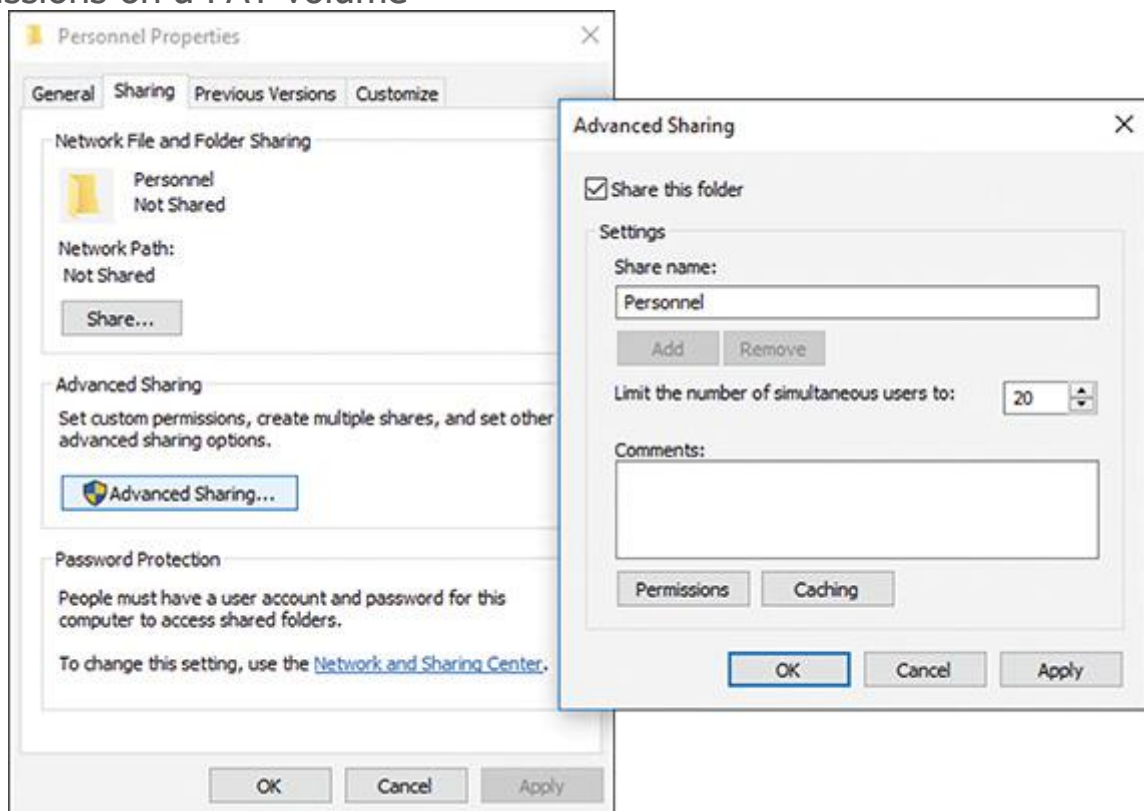 on a FAT volume
Personnel Properties
General Sharing Previous Versions Customize
Network File and Folder Sharing
Personnel
Not Shared
Network Path:
Not Shared
Share...
Advanced Sharing
Set custom permissions, create multiple shares, and set other
advanced sharing options.
Advanced Sharing...
Password Protection
People must have a user account and password for this
computer to access shared folders.
To change this setting, use the Network and Sharing Center.
OK Cancel Apply
Advanced Sharing
Share this folder
Settings
Share name:
Personnel
Add Remove
Limit the number of simultaneous users to: 20
Comments:
Permissions Caching
OK Cancel Apply